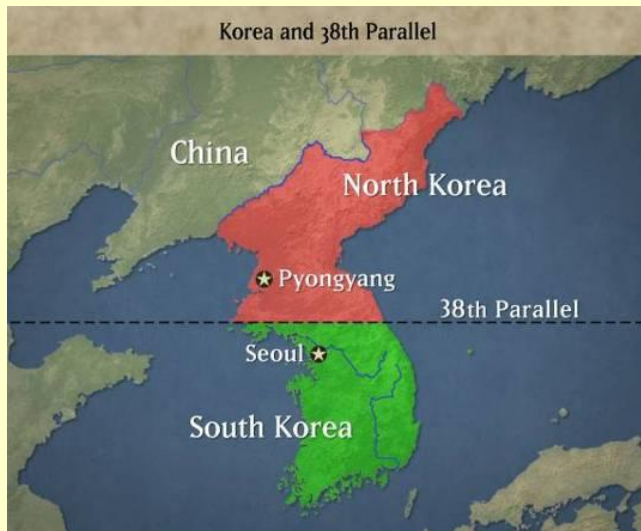 Korea and 38th Parallel
China
North Korea
Pyongyang
38th Parallel
Seoul
South Korea